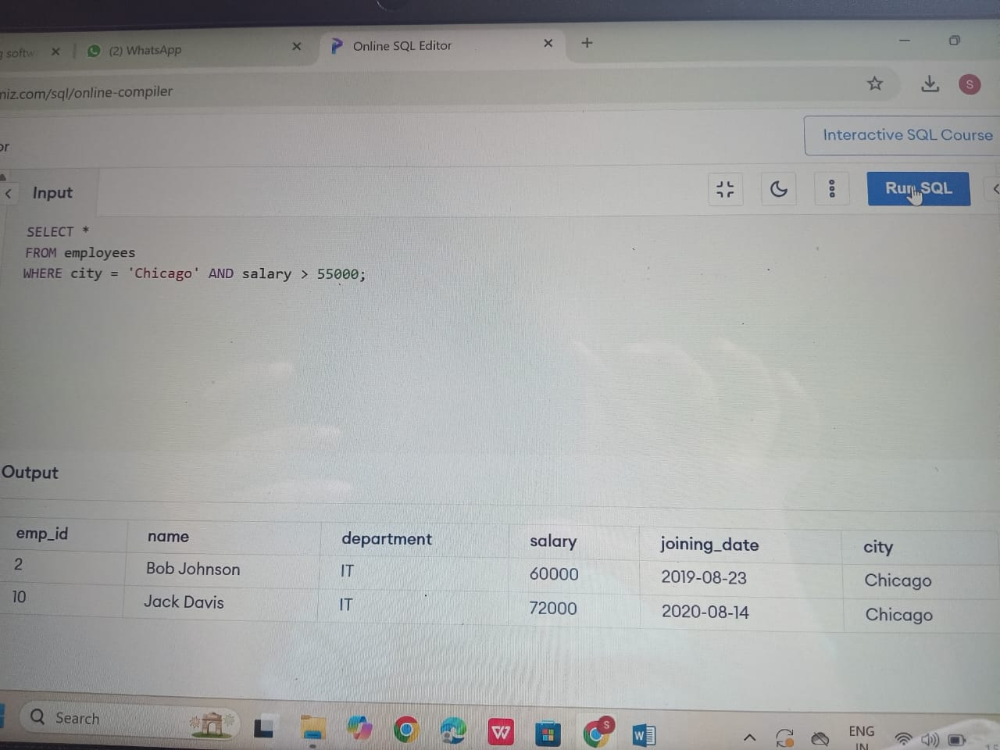 g softw
(2) WhatsApp
Online SQL Editor
niz.com/sql/online-compiler
S
or
Interactive SQL Course
Input
Run SQL
SELECT *
FROM employees
WHERE city = 'Chicago' AND salary > 55000;
Output
emp_id name department salary joining_date city
2 Bob Johnson IT 60000 2019-08-23 Chicago
10 Jack Davis IT 72000 2020-08-14 Chicago
Search
W
S
W
ENG
IN